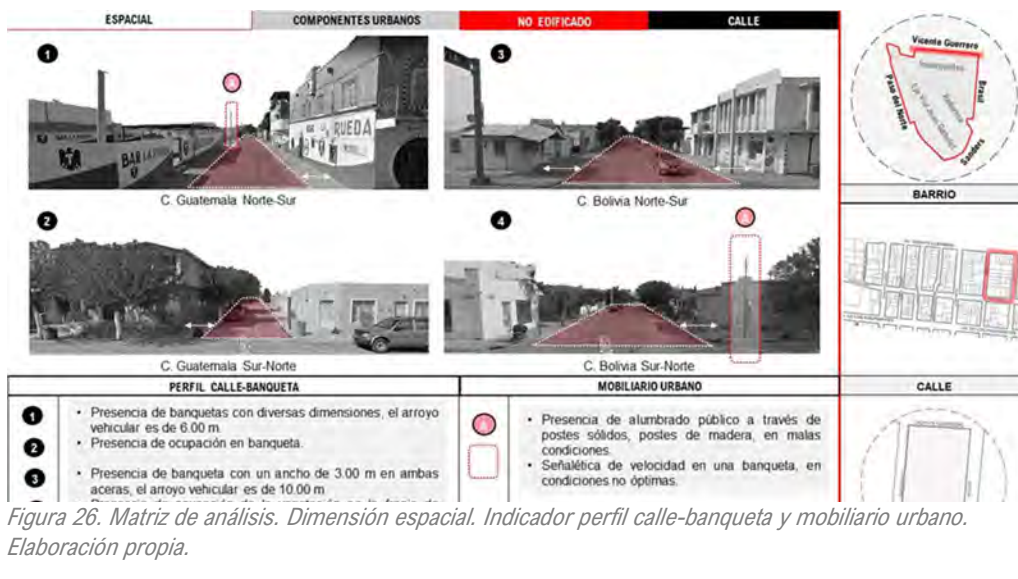 ESPACIAL
COMPONENTES URBANOS
NO EDIFICADO
CALLE
1
A
BAR LA
BAR LA RUEDA
C. Guatemala Norte-Sur
3
C. Bolivia Norte-Sur
2
C. Guatemala Sur-Norte
4
A
C. Bolivia Sur-Norte
Vicente Guerrero
Brasil
Sanders
Paso del Norte
BARRIO
CALLE
PERFIL CALLE-BANQUETA
1
2
3
• Presencia de banquetas con diversas dimensiones, el arroyo
vehicular es de 6.00 m.
• Presencia de ocupación en banqueta.
• Presencia de banqueta con un ancho de 3.00 m en ambas
aceras, el arroyo vehicular es de 10.00 m
MOBILIARIO URBANO
A
• Presencia de alumbrado público a través de
postes sólidos, postes de madera, en malas
condiciones.
• Señalética de velocidad en una banqueta, en
condiciones no óptimas.
Figura 26. Matriz de análisis. Dimensión espacial. Indicador perfil calle-banqueta y mobiliario urbano.
Elaboración propia.